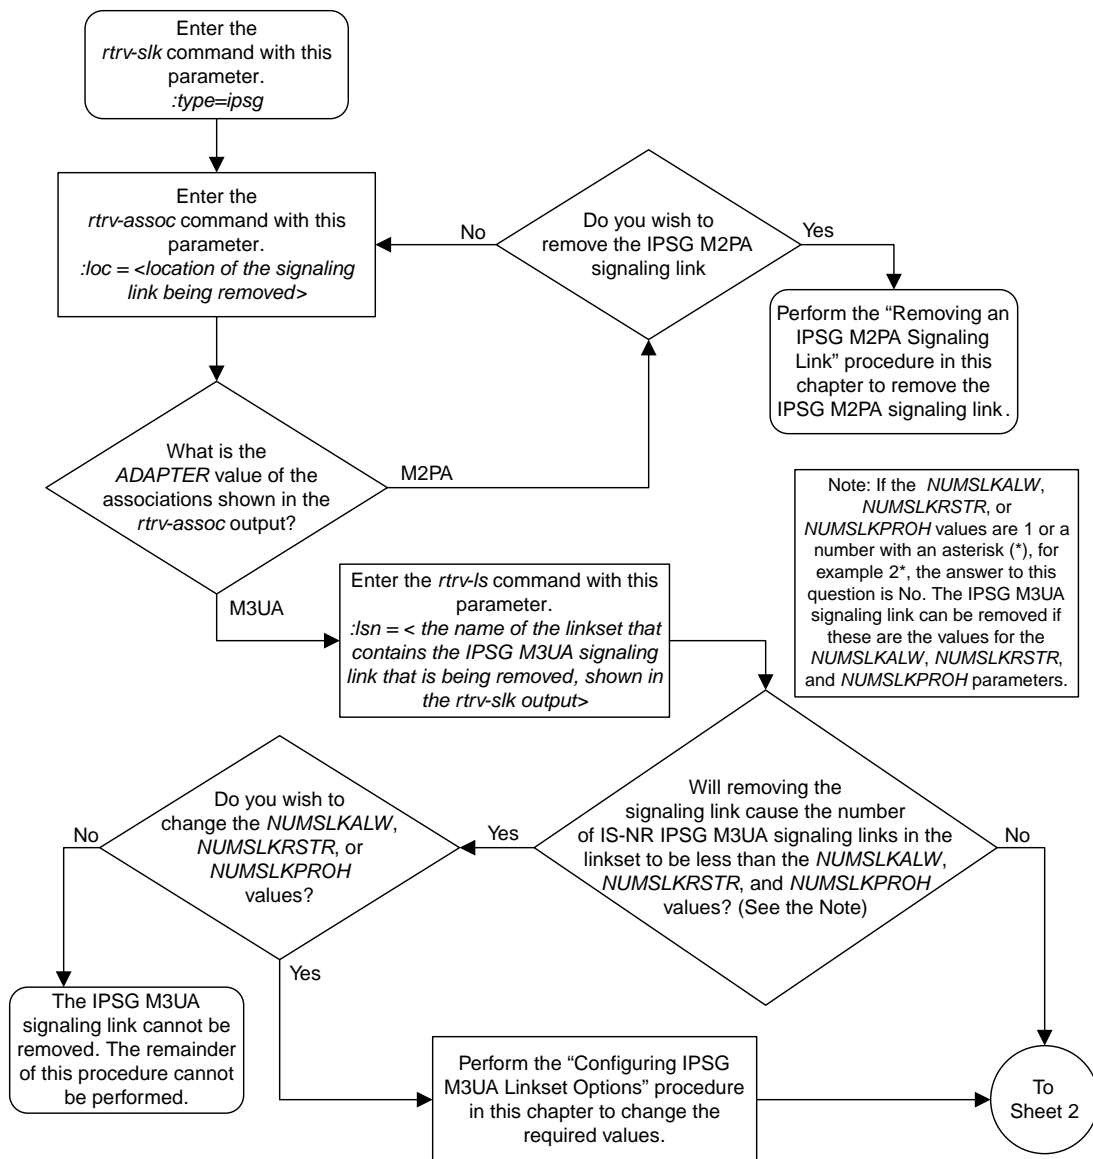 Enter the
rtrv-slk command with this
parameter.
:type=ipsg
Enter the
rtrv-assoc command with this
parameter.
:loc = <location of the signaling
link being removed>
No
Do you wish to
remove the IPSG M2PA
signaling link
Yes
Perform the “Removing an
IPSG M2PA Signaling
Link” procedure in this
chapter to remove the
IPSG M2PA signaling link.
What is the
ADAPTER value of the
associations shown in the
rtrv-assoc output?
M2PA
M3UA
Note: If the NUMSLKALW,
NUMSLKRSTR, or
NUMSLKPROH values are 1 or a
number with an asterisk (*), for
example 2*, the answer to this
question is No. The IPSG M3UA
signaling link can be removed if
these are the values for the
NUMSLKALW, NUMSLKRSTR,
and NUMSLKPROH parameters.
Enter the rtrv-ls command with this
parameter.
:lsn = < the name of the linkset that
contains the IPSG M3UA signaling
link that is being removed, shown in
the rtrv-slk output>
Will removing the
signaling link cause the number
of IS-NR IPSG M3UA signaling links in the
linkset to be less than the NUMSLKALW,
NUMSLKRSTR, and NUMSLKPROH
values? (See the Note)
No
Yes
Do you wish to
change the NUMSLKALW,
NUMSLKRSTR, or
NUMSLKPROH
values?
No
Yes
The IPSG M3UA
signaling link cannot be
removed. The remainder
of this procedure cannot
be performed.
Perform the “Configuring IPSG
M3UA Linkset Options” procedure
in this chapter to change the
required values.
To
Sheet 2